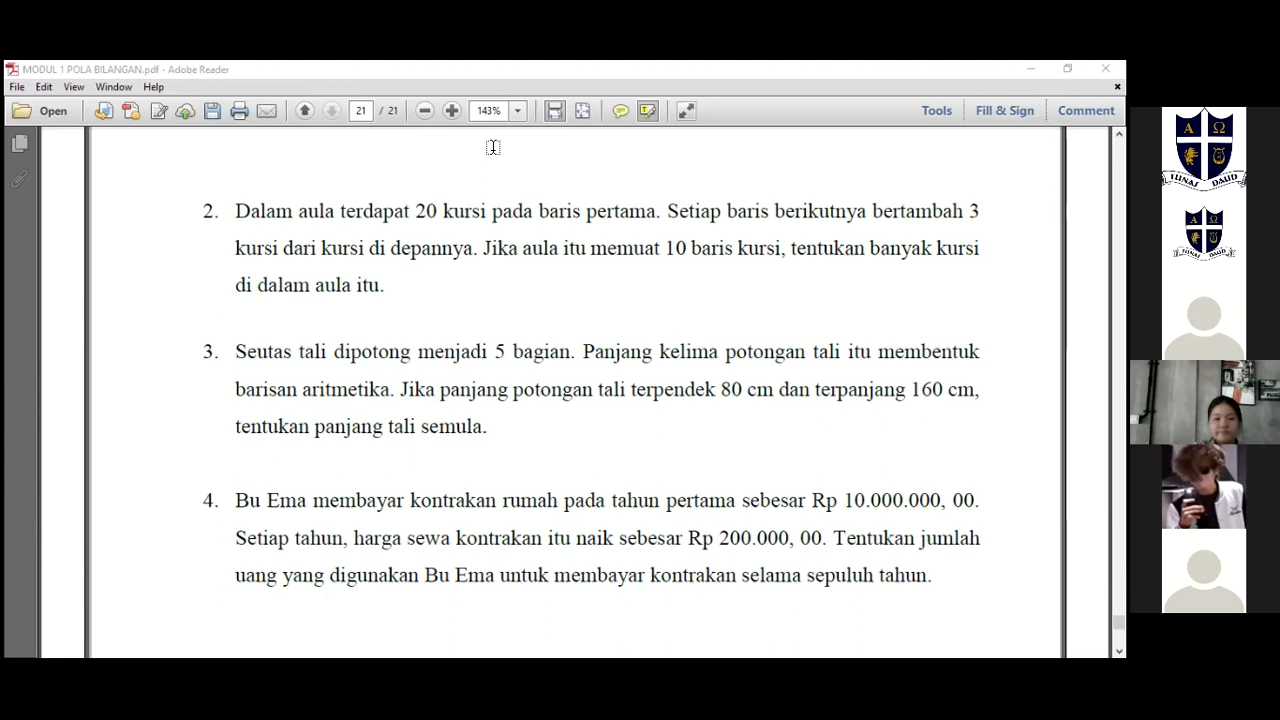 MODUL 1 POLA BILANGAN.pdf - Adobe Reader
File Edit View Window Help
Open 21 / 21 143% Tools Fill & Sign Comment
2. Dalam aula terdapat 20 kursi pada baris pertama. Setiap baris berikutnya bertambah 3
kursi dari kursi di depannya. Jika aula itu memuat 10 baris kursi, tentukan banyak kursi
di dalam aula itu.
3. Seutas tali dipotong menjadi 5 bagian. Panjang kelima potongan tali itu membentuk
barisan aritmetika. Jika panjang potongan tali terpendek 80 cm dan terpanjang 160 cm,
tentukan panjang tali semula.
4. Bu Ema membayar kontrakan rumah pada tahun pertama sebesar Rp 10.000.000, 00.
Setiap tahun, harga sewa kontrakan itu naik sebesar Rp 200.000, 00. Tentukan jumlah
uang yang digunakan Bu Ema untuk membayar kontrakan selama sepuluh tahun.
A Ω
TUNAS DAUD
A Ω
TUNAS DAUD